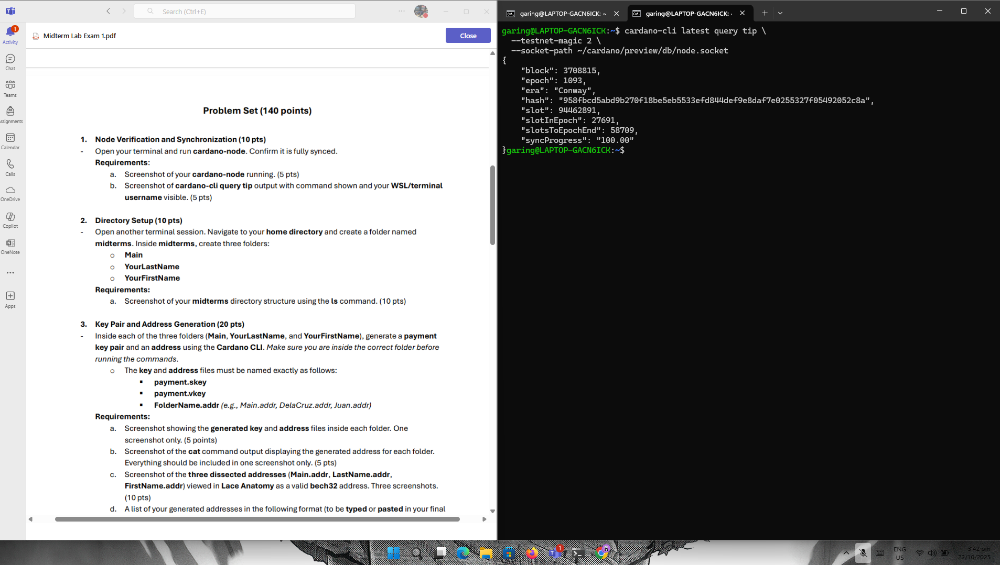 Search (Ctrl+E)
1
Activity
Chat
Teams
ssignments
Calendar
Calls
OneDrive
Copilot
OneNote
Apps
Midterm Lab Exam 1.pdf
Close
Problem Set (140 points)
1. Node Verification and Synchronization (10 pts)
- Open your terminal and run cardano-node. Confirm it is fully synced.
Requirements:
a. Screenshot of your cardano-node running. (5 pts)
b. Screenshot of cardano-cli query tip output with command shown and your WSL/terminal
username visible. (5 pts)
2. Directory Setup (10 pts)
- Open another terminal session. Navigate to your home directory and create a folder named
midterms. Inside midterms, create three folders:
o Main
o YourLastName
o YourFirstName
Requirements:
a. Screenshot of your midterms directory structure using the ls command. (10 pts)
3. Key Pair and Address Generation (20 pts)
- Inside each of the three folders (Main, YourLastName, and YourFirstName), generate a payment
key pair and an address using the Cardano CLI. Make sure you are inside the correct folder before
running the commands.
o The key and address files must be named exactly as follows:
▪ payment.skey
▪ payment.vkey
▪ FolderName.addr (e.g., Main.addr, DelaCruz.addr, Juan.addr)
Requirements:
a. Screenshot showing the generated key and address files inside each folder. One
screenshot only. (5 points)
b. Screenshot of the cat command output displaying the generated address for each folder.
Everything should be included in one screenshot only. (5 pts)
c. Screenshot of the three dissected addresses (Main.addr, LastName.addr,
FirstName.addr) viewed in Lace Anatomy as a valid bech32 address. Three screenshots.
(10 pts)
d. A list of your generated addresses in the following format (to be typed or pasted in your final
garing@LAPTOP-GACN6ICK: ~
garing@LAPTOP-GACN6ICK:
garing@LAPTOP-GACN6ICK:~$ cardano-cli latest query tip \
--testnet-magic 2 \
--socket-path ~/cardano/preview/db/node.socket
{
"block": 3708815,
"epoch": 1093,
"era": "Conway",
"hash": "958fbcd5abd9b270f18be5eb5533efd844def9e8daf7e0255327f05492052c8a",
"slot": 94462891,
"slotInEpoch": 27691,
"slotsToEpochEnd": 58709,
"syncProgress": "100.00"
}garing@LAPTOP-GACN6ICK:~$
1
n
ENG
US
3:42 pm
22/10/2025